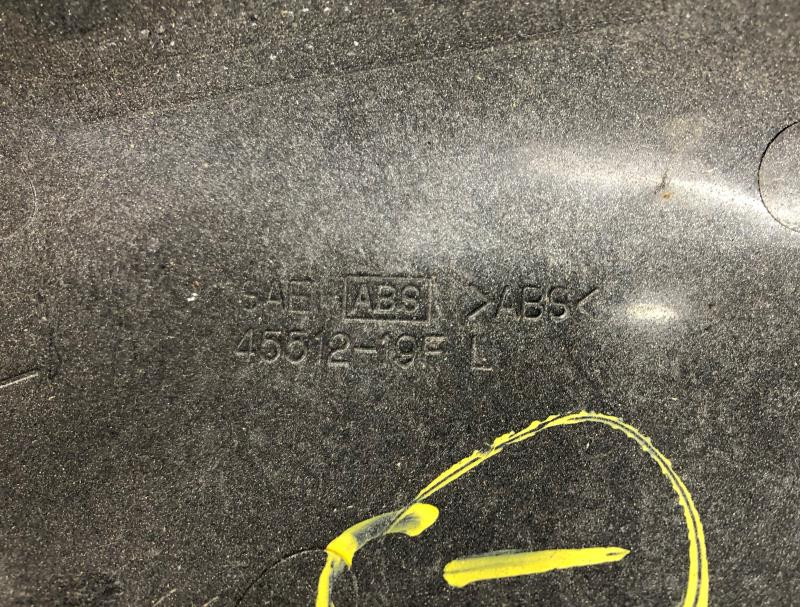 SAE ABS >ABS<
45512-19F L